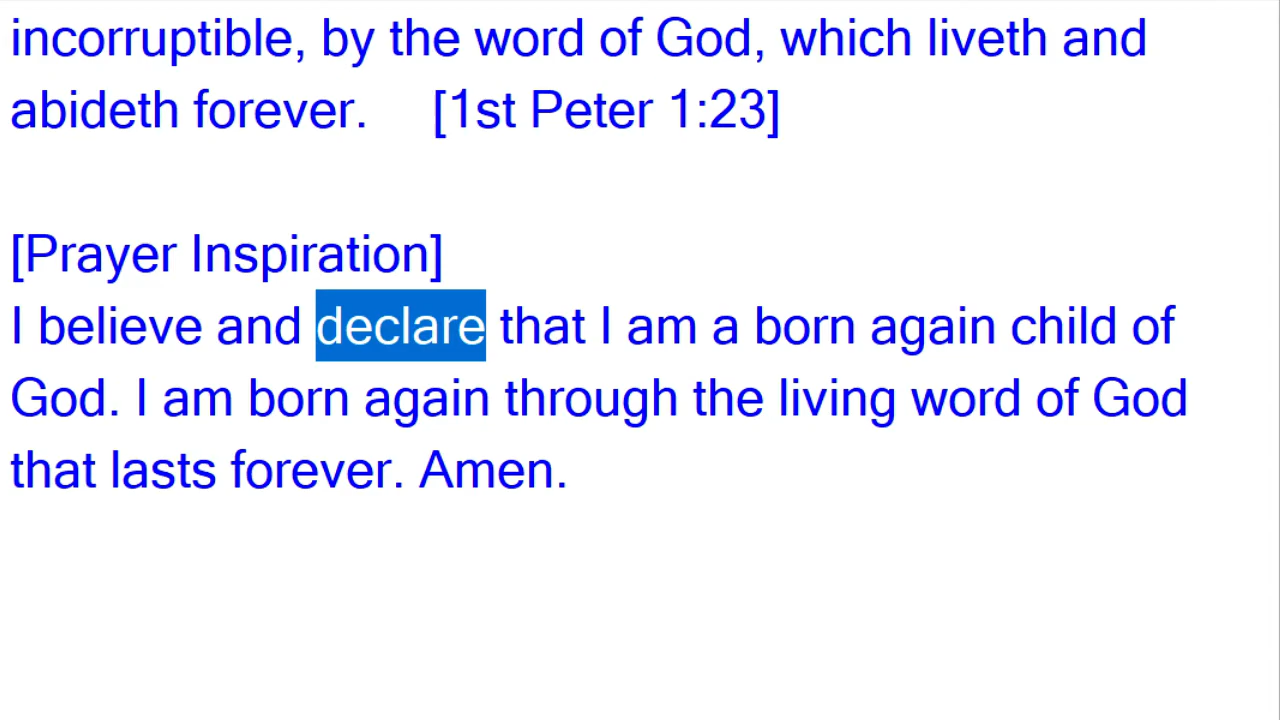 incorruptible, by the word of God, which liveth and
abideth forever.    [1st Peter 1:23]
[Prayer Inspiration]
I believe and declare that I am a born again child of
God. I am born again through the living word of God
that lasts forever. Amen.